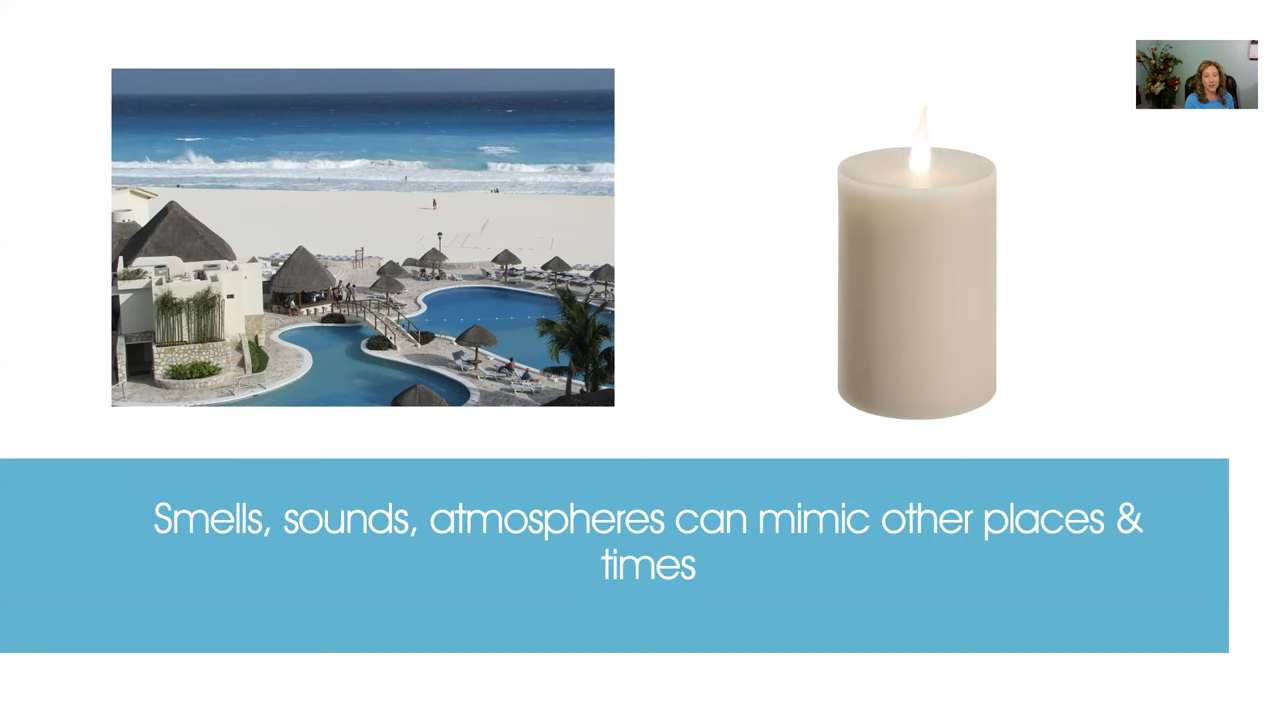 Smells, sounds, atmospheres can mimic other places &
times